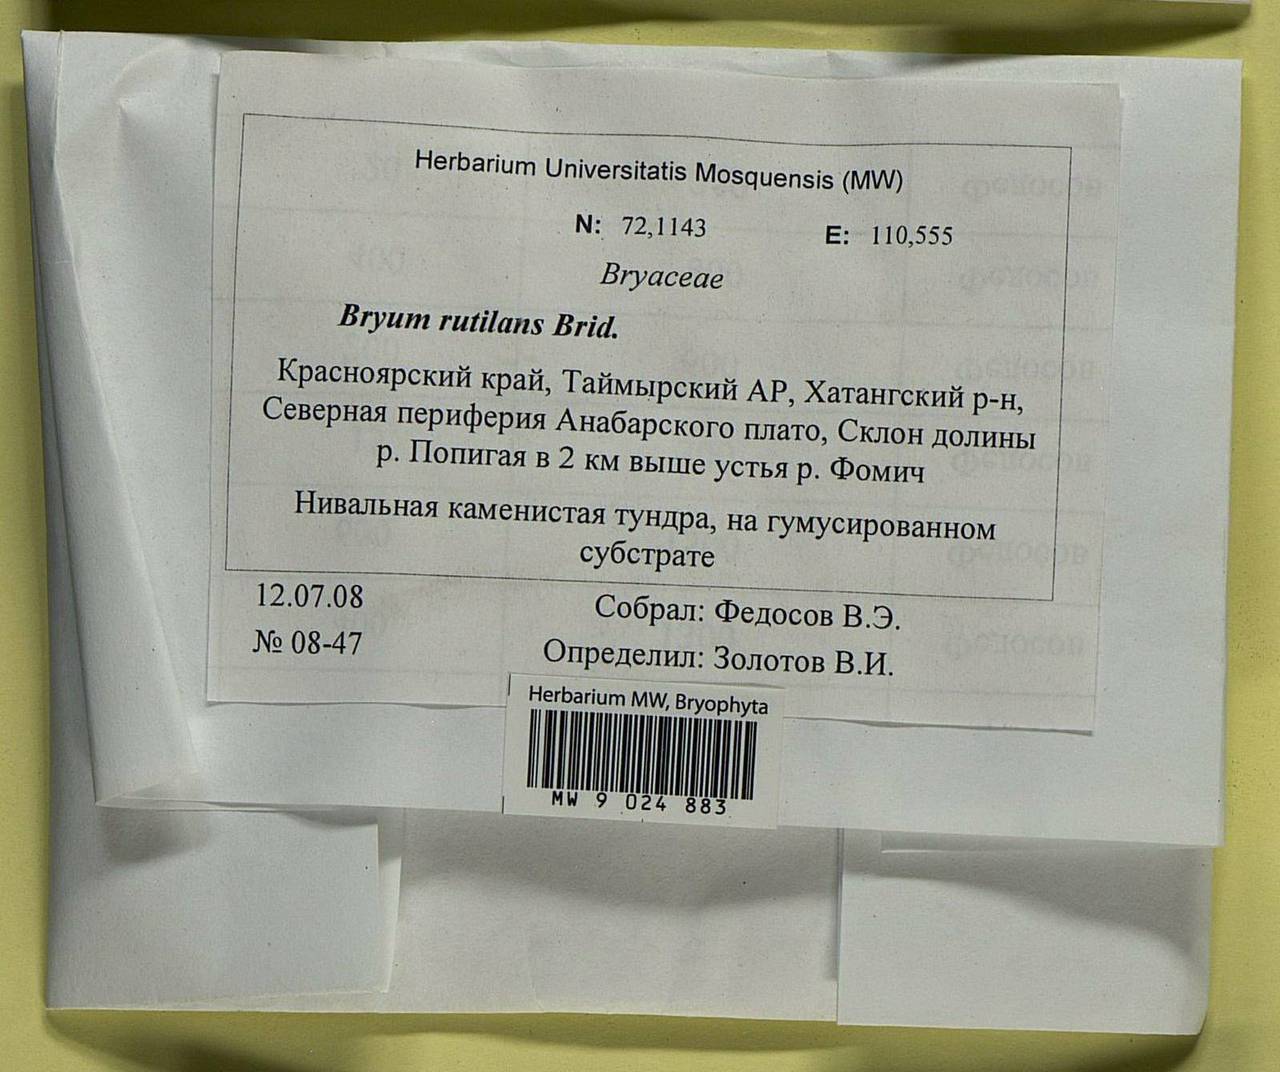 Herbarium Universitatis Mosquensis (MW)
N: 72,1143 E: 110,555
Bryaceae
Bryum rutilans Brid.
Красноярский край, Таймырский АР, Хатангский р-н,
Северная периферия Анабарского плато, Склон долины
р. Попигая в 2 км выше устья р. Фомич
Нивальная каменистая тундра, на гумусированном
субстрате
12.07.08 Собрал: Федосов В.Э.
№ 08-47 Определил: Золотов В.И.
Herbarium MW, Bryophyta
MW 9 024 883